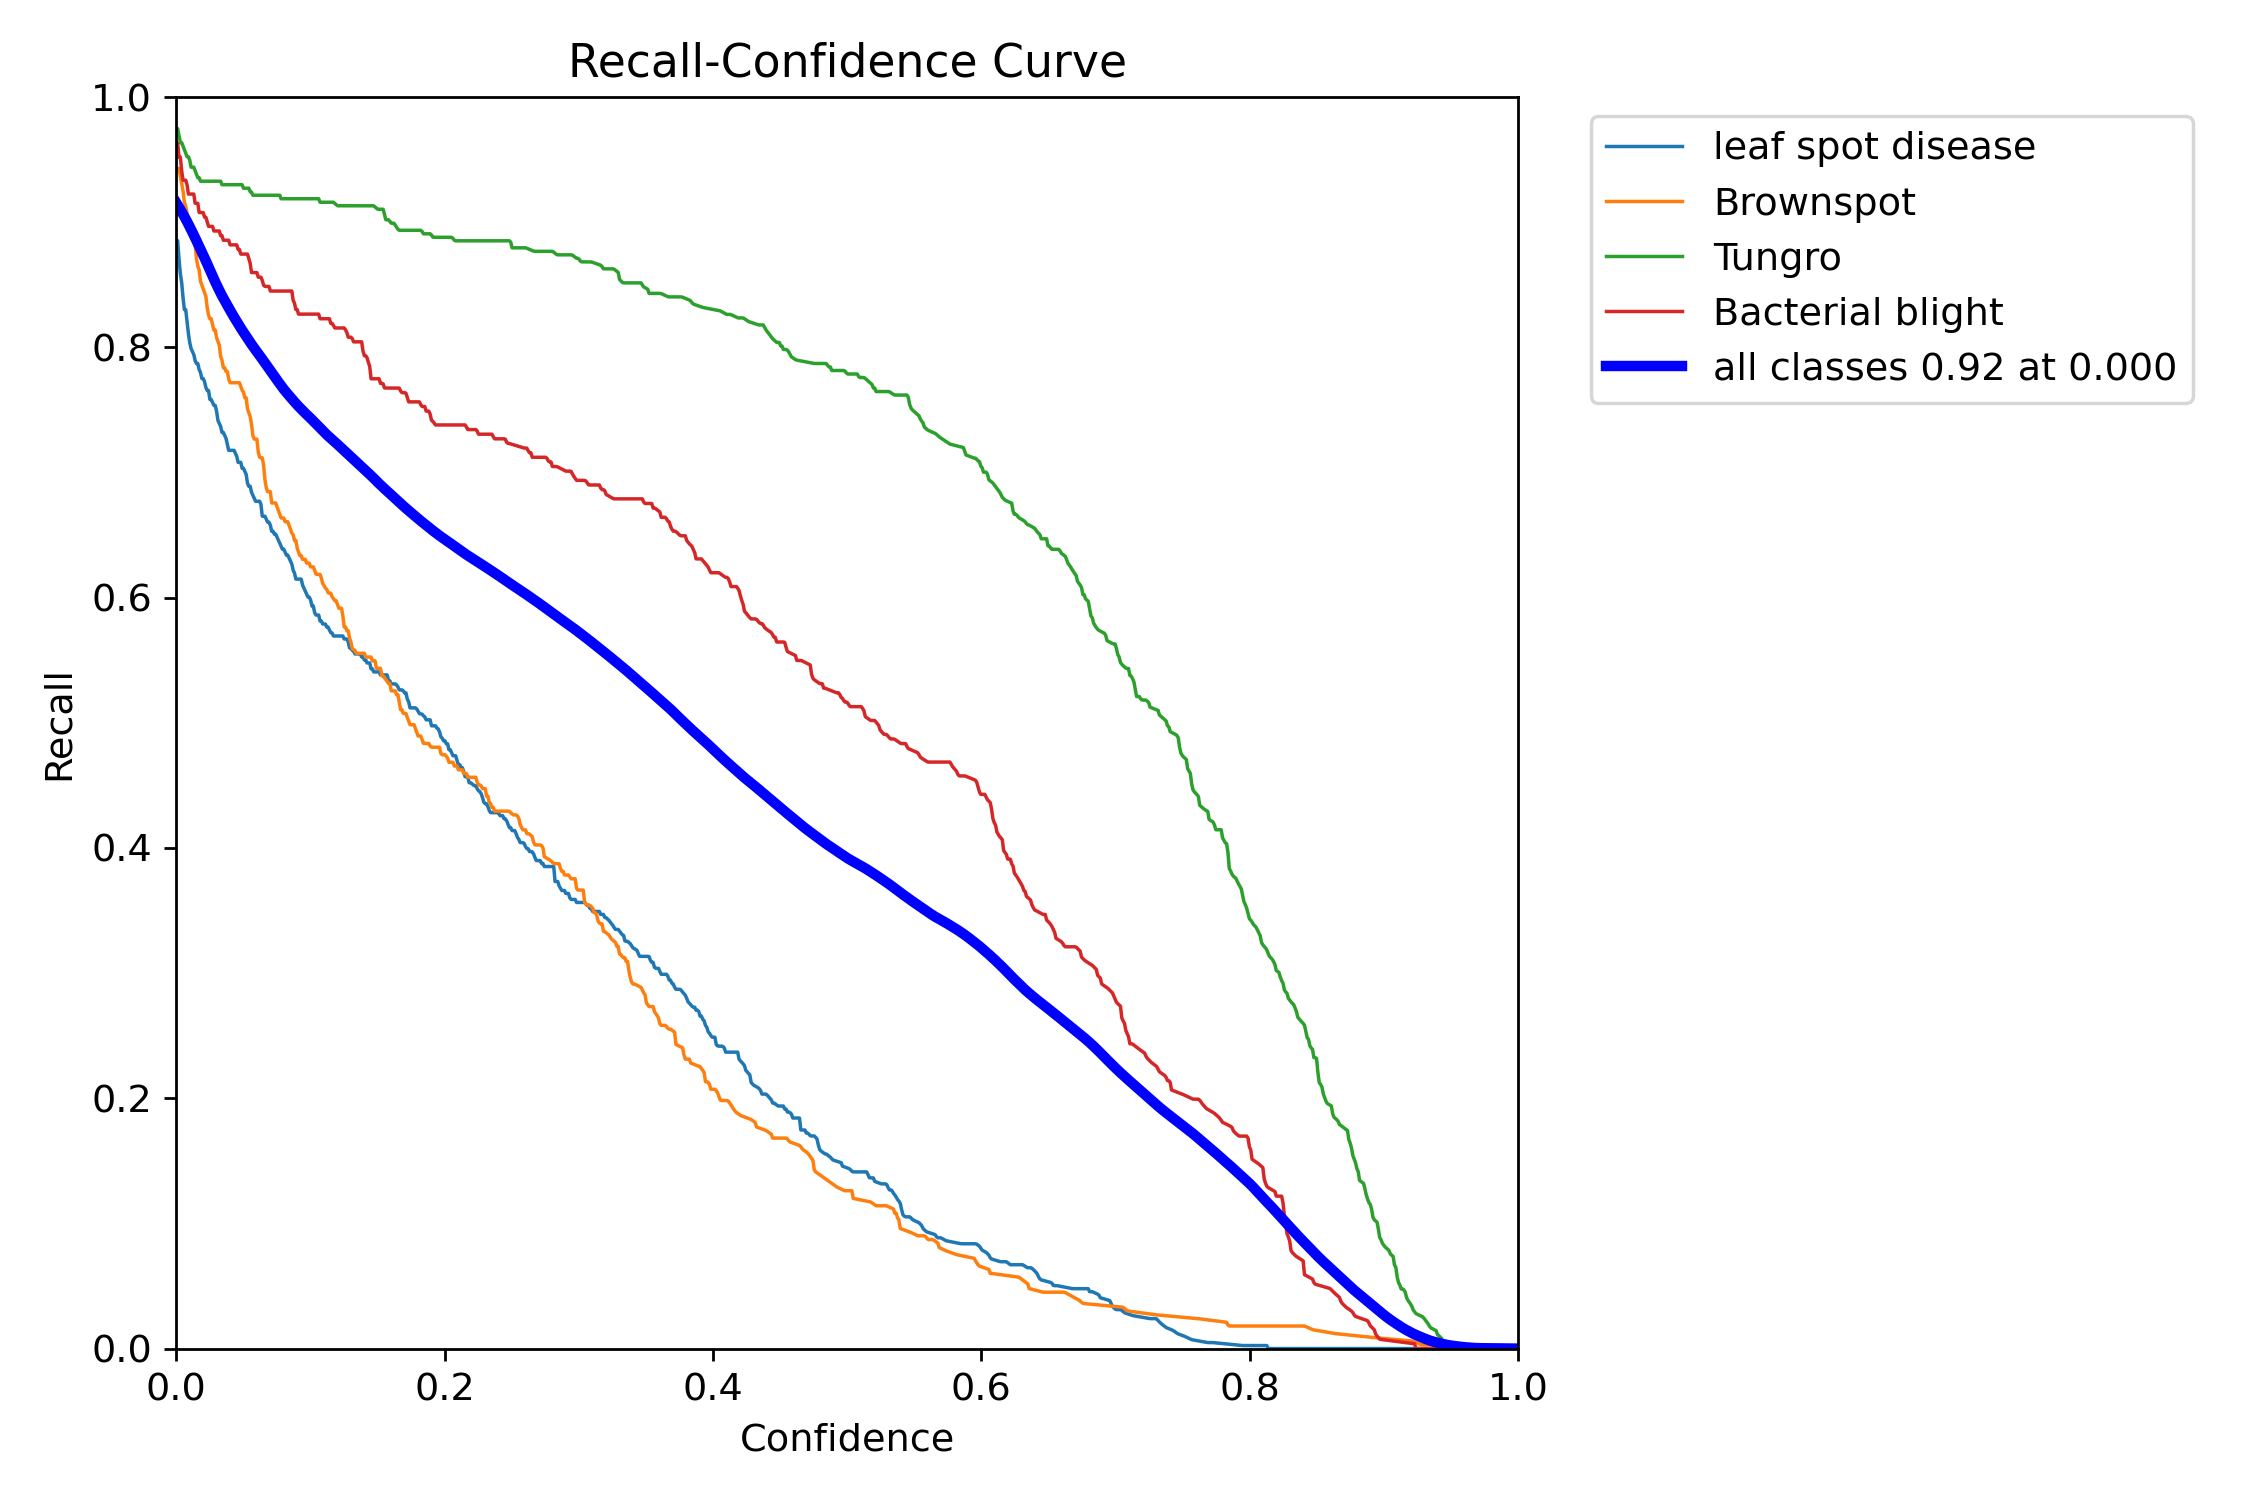 Recall-Confidence Curve
1.0
0.8
0.6
0.4
0.2
0.0
Recall
0.0 0.2 0.4 0.6 0.8 1.0
Confidence
leaf spot disease
Brownspot
Tungro
Bacterial blight
all classes 0.92 at 0.000